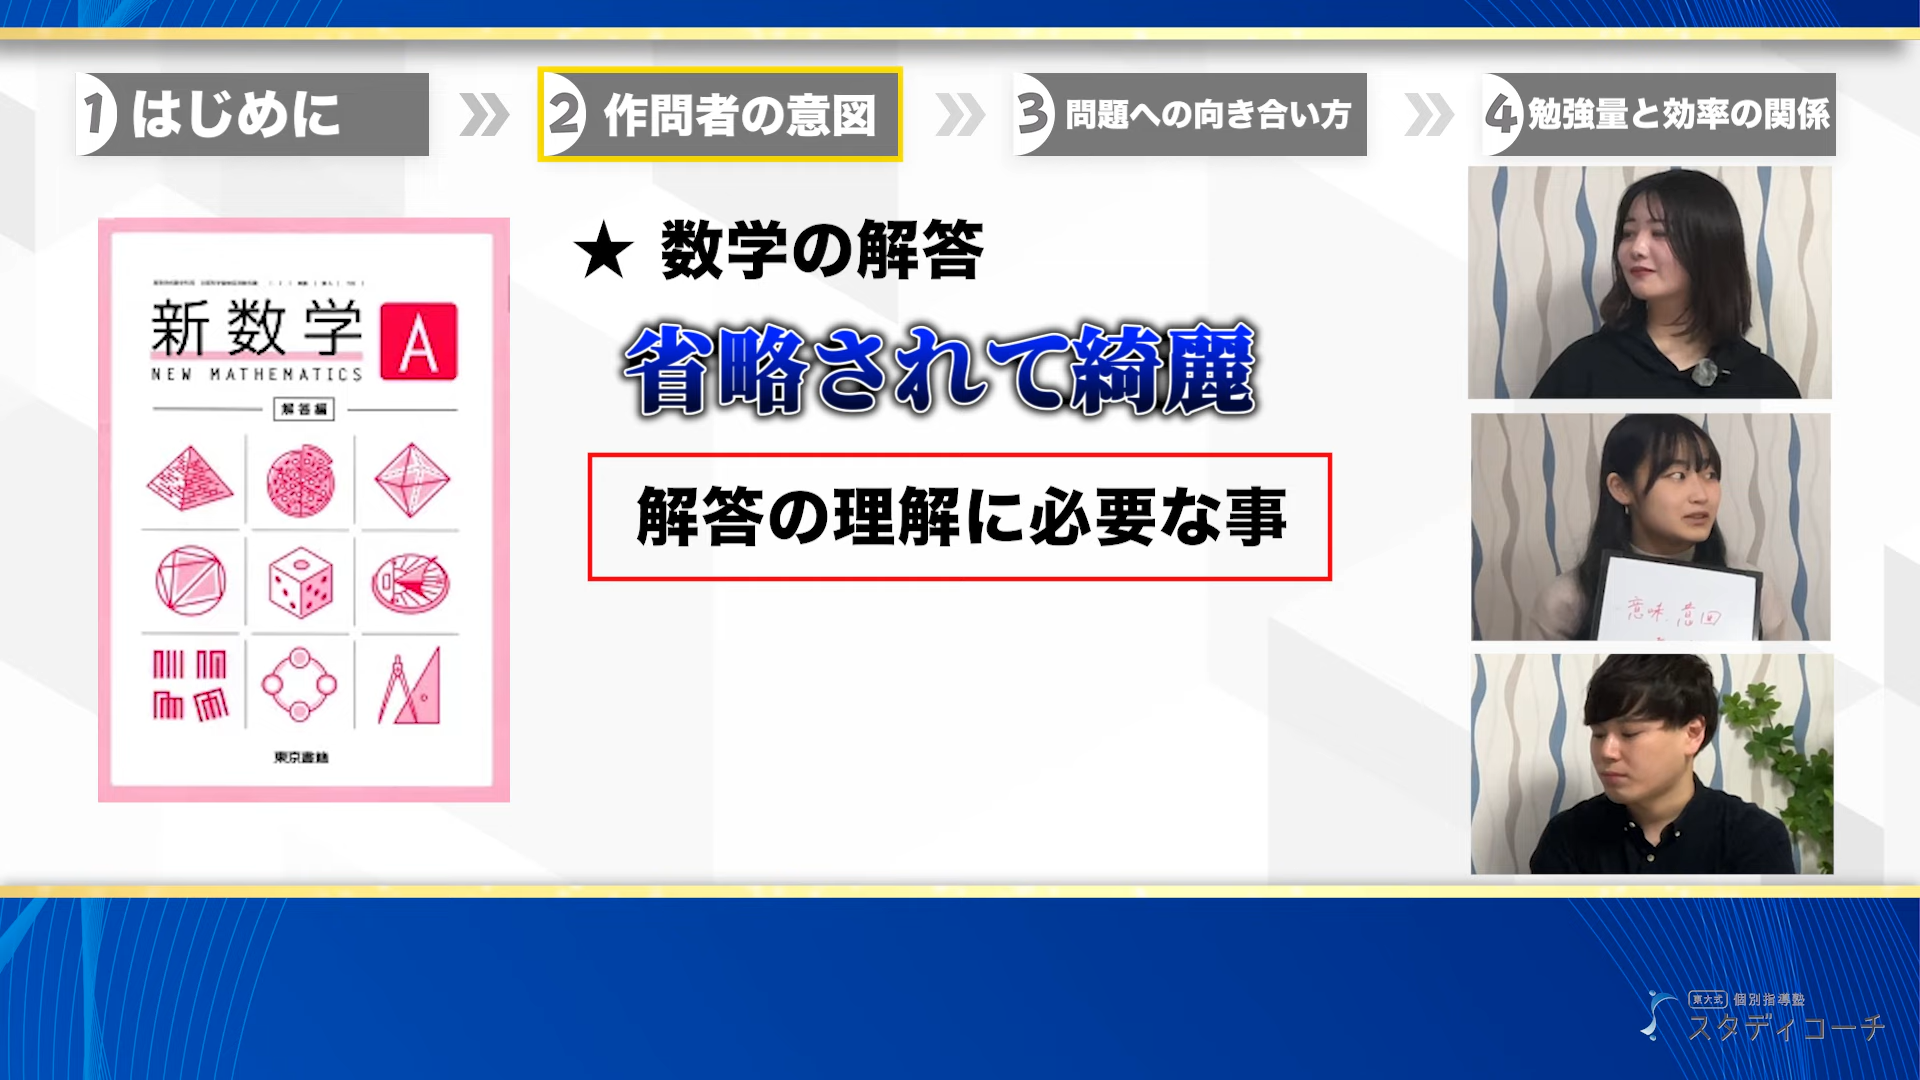 1 はじめに
2 作問者の意図
3 問題への向き合い方
4 勉強量と効率の関係
新数学 A
NEW MATHEMATICS
解答編
東京書籍
★ 数学の解答
省略されて綺麗
解答の理解に必要な事
意味、意図
東大式 個別指導塾
スタディコーチ